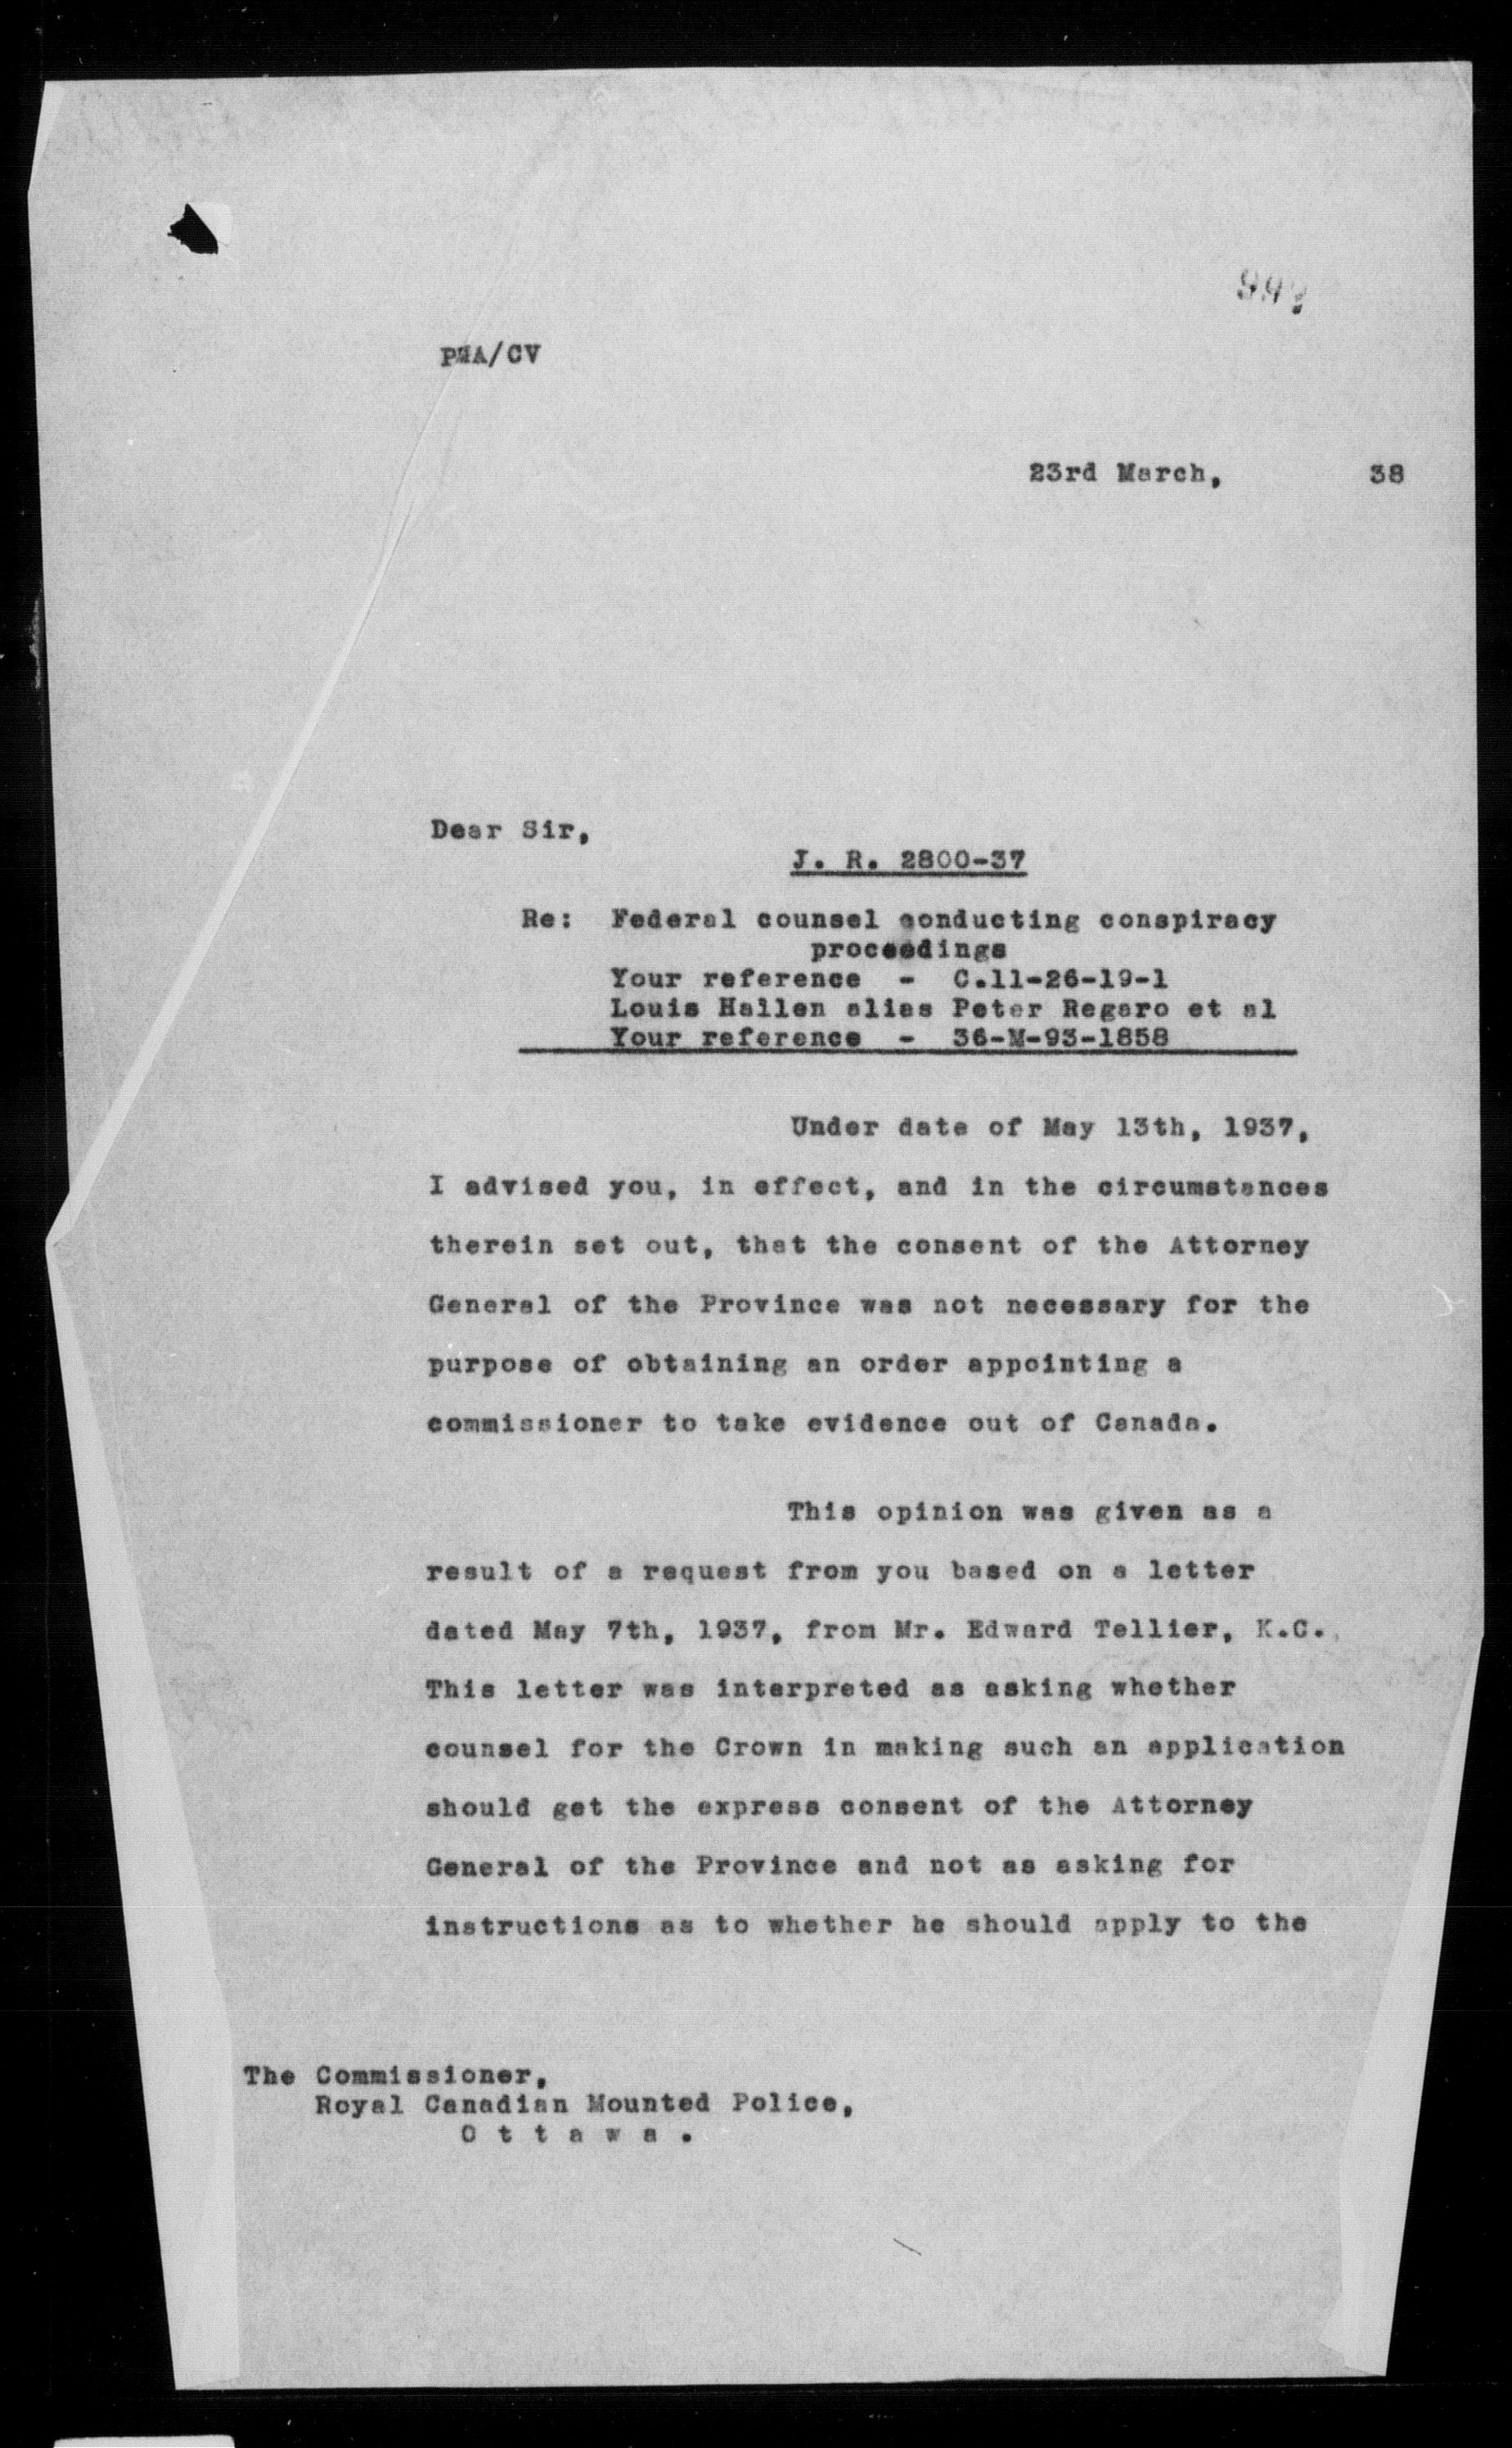 PWA/CV
23rd March, 38
Dear Sir,
J. R. 2800-37
Re: Federal counsel conducting conspiracy
proceedings
Your reference - C.11-26-19-1
Louis Hallen alias Peter Regaro et al
Your reference - 36-M-93-1858
Under date of May 13th, 1937,
I advised you, in effect, and in the circumstances
therein set out, that the consent of the Attorney
General of the Province was not necessary for the
purpose of obtaining an order appointing a
commissioner to take evidence out of Canada.
This opinion was given as a
result of a request from you based on a letter
dated May 7th, 1937, from Mr. Edward Tellier, K.C.
This letter was interpreted as asking whether
counsel for the Crown in making such an application
should get the express consent of the Attorney
General of the Province and not as asking for
instructions as to whether he should apply to the
The Commissioner,
Royal Canadian Mounted Police,
O t t a w a .